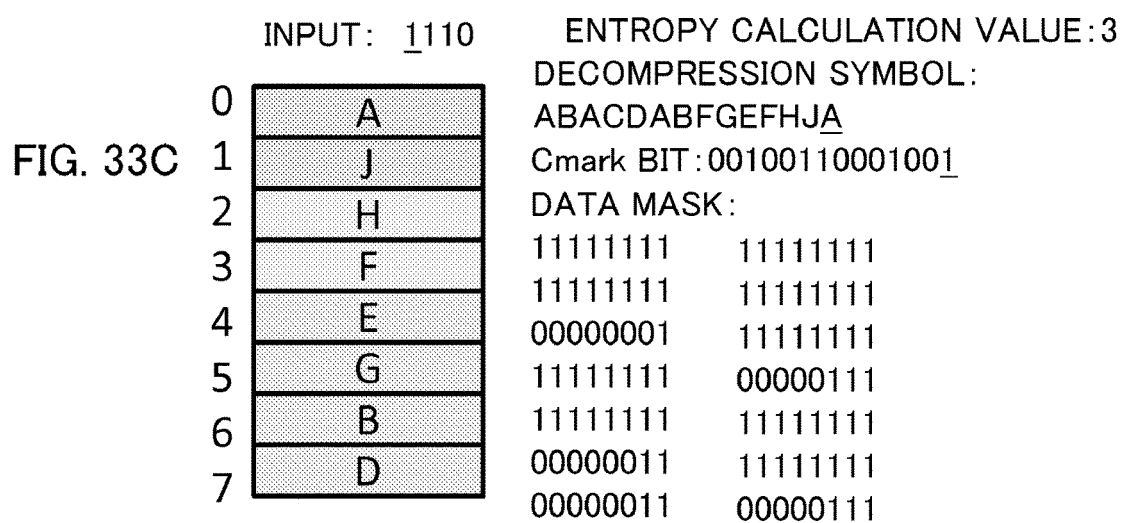 INPUT: 1110
ENTROPY CALCULATION VALUE:3
DECOMPRESSION SYMBOL:
ABACDABFGEFHJA
Cmark BIT:00100110001001
DATA MASK:
11111111 11111111
11111111 11111111
00000001 11111111
11111111 00000111
11111111 11111111
00000011 11111111
00000011 00000111
FIG. 33C
0 A
1 J
2 H
3 F
4 E
5 G
6 B
7 D